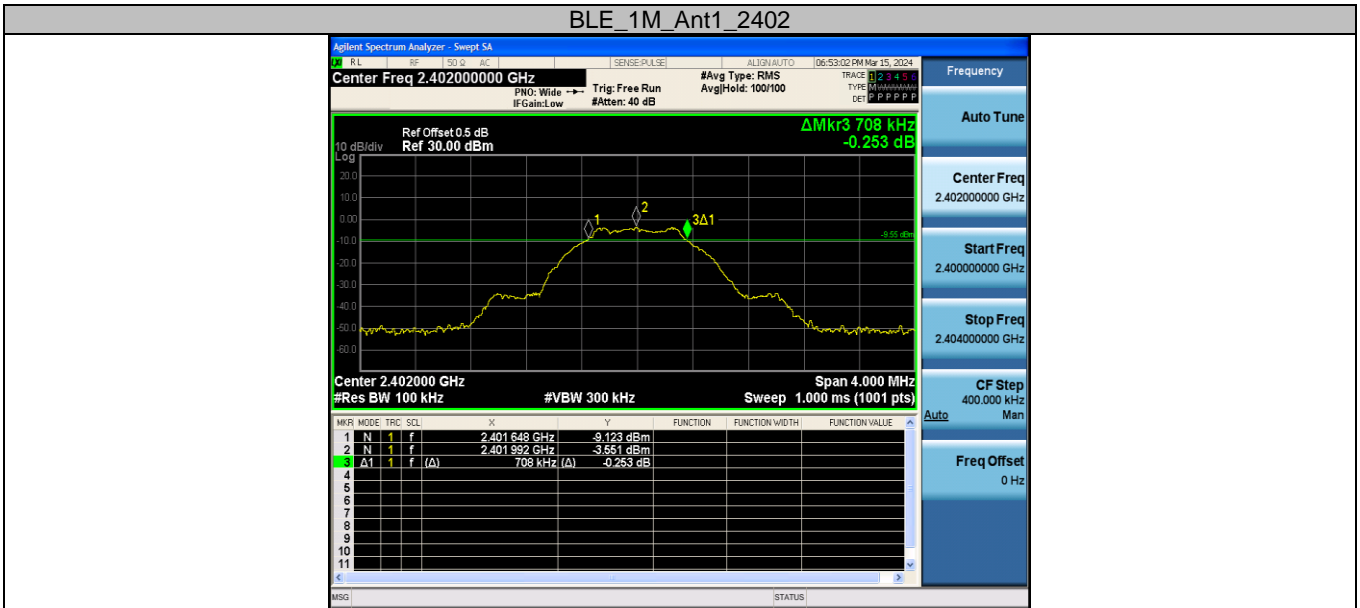 BLE_1M_Ant1_2402
Agilent Spectrum Analyzer - Swept SA
RL RF 50 Ω AC SENSE:PULSE ALIGNAUTO 06:53:02 PM Mar 15, 2024
Center Freq 2.402000000 GHz
PNO: Wide
IFGain:Low
Trig: Free Run
#Atten: 40 dB
#Avg Type: RMS
Avg|Hold: 100/100
TRACE 1 2 3 4 5 6
TYPE M
DET P P P P P P
ΔMkr3 708 kHz
-0.253 dB
Ref Offset 0.5 dB
10 dB/div Ref 30.00 dBm
Log
20.0
10.0
0.00
-10.0
-20.0
-30.0
-40.0
-50.0
-60.0
1
2
3Δ1
-9.55 dBm
Center 2.402000 GHz Span 4.000 MHz
#Res BW 100 kHz #VBW 300 kHz Sweep 1.000 ms (1001 pts)
MKR MODE TRC SCL X Y FUNCTION FUNCTION WIDTH FUNCTION VALUE
1 N 1 f 2.401 648 GHz -9.123 dBm
2 N 1 f 2.401 992 GHz -3.551 dBm
3 Δ1 1 f (Δ) 708 kHz (Δ) -0.253 dB
4
5
6
7
8
9
10
11
MSG STATUS
Frequency
Auto Tune
Center Freq
2.402000000 GHz
Start Freq
2.400000000 GHz
Stop Freq
2.404000000 GHz
CF Step
400.000 kHz
Auto Man
Freq Offset
0 Hz